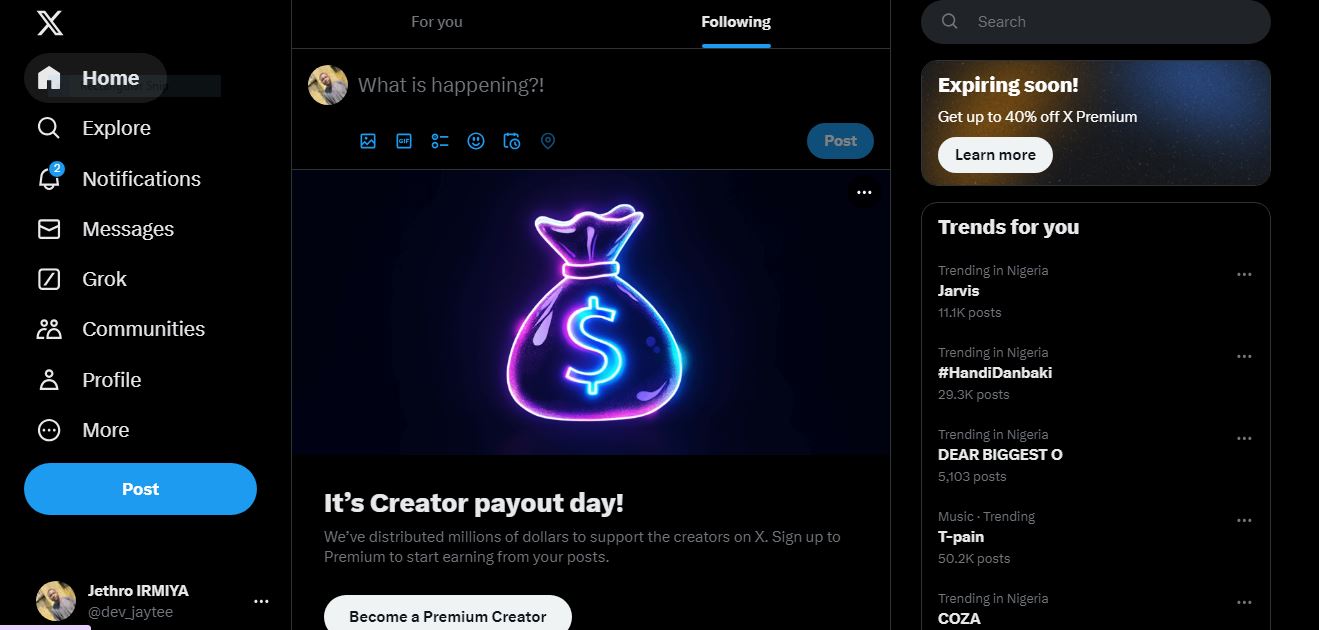 Home
Explore
2
Notifications
Messages
Grok
Communities
Profile
More
Post
Jethro IRMIYA
@dev_jaytee
For you
Following
What is happening?!
GIF
Post
$
It's Creator payout day!
We've distributed millions of dollars to support the creators on X. Sign up to
Premium to start earning from your posts.
Become a Premium Creator
Search
Expiring soon!
Get up to 40% off X Premium
Learn more
Trends for you
Trending in Nigeria
Jarvis
11.1K posts
Trending in Nigeria
#HandiDanbaki
29.3K posts
Trending in Nigeria
DEAR BIGGEST O
5,103 posts
Music · Trending
T-pain
50.2K posts
Trending in Nigeria
COZA